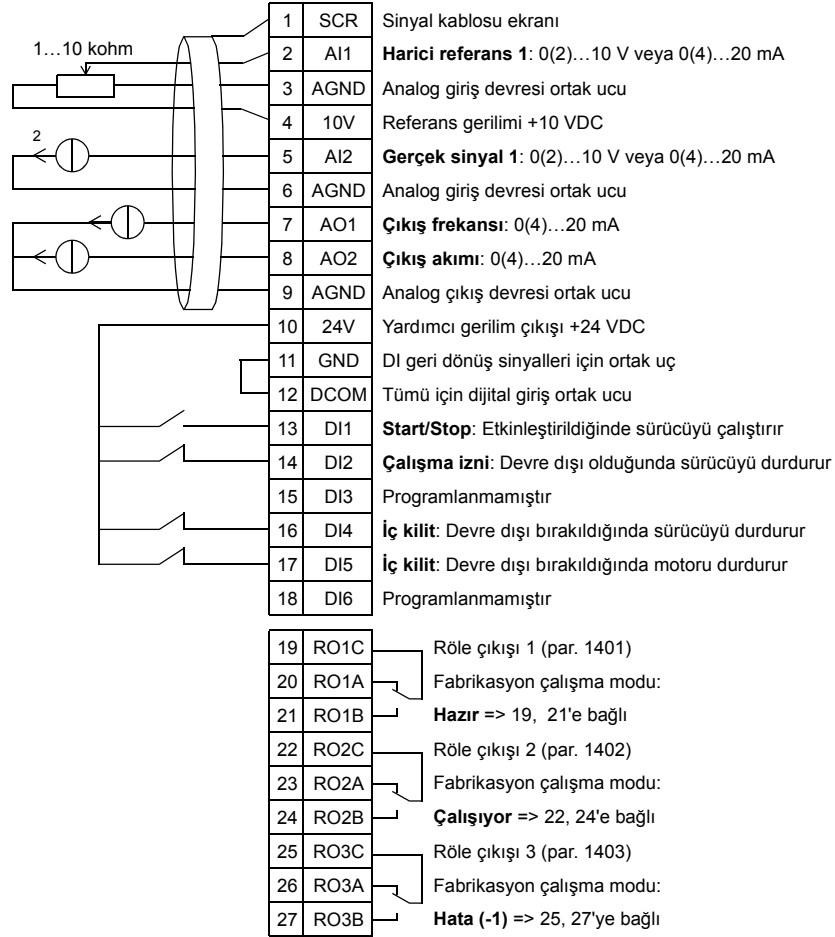 1 SCR Sinyal kablosu ekranı
1…10 kohm
2 AI1 Harici referans 1: 0(2)…10 V veya 0(4)…20 mA
3 AGND Analog giriş devresi ortak ucu
4 10V Referans gerilimi +10 VDC
2
5 AI2 Gerçek sinyal 1: 0(2)…10 V veya 0(4)…20 mA
6 AGND Analog giriş devresi ortak ucu
7 AO1 Çıkış frekansı: 0(4)…20 mA
8 AO2 Çıkış akımı: 0(4)…20 mA
9 AGND Analog çıkış devresi ortak ucu
10 24V Yardımcı gerilim çıkışı +24 VDC
11 GND DI geri dönüş sinyalleri için ortak uç
12 DCOM Tümü için dijital giriş ortak ucu
13 DI1 Start/Stop: Etkinleştirildiğinde sürücüyü çalıştırır
14 DI2 Çalışma izni: Devre dışı olduğunda sürücüyü durdurur
15 DI3 Programlanmamıştır
16 DI4 İç kilit: Devre dışı bırakıldığında sürücüyü durdurur
17 DI5 İç kilit: Devre dışı bırakıldığında motoru durdurur
18 DI6 Programlanmamıştır
19 RO1C Röle çıkışı 1 (par. 1401)
20 RO1A Fabrikasyon çalışma modu:
21 RO1B Hazır => 19, 21'e bağlı
22 RO2C Röle çıkışı 2 (par. 1402)
23 RO2A Fabrikasyon çalışma modu:
24 RO2B Çalışıyor => 22, 24'e bağlı
25 RO3C Röle çıkışı 3 (par. 1403)
26 RO3A Fabrikasyon çalışma modu:
27 RO3B Hata (-1) => 25, 27'ye bağlı